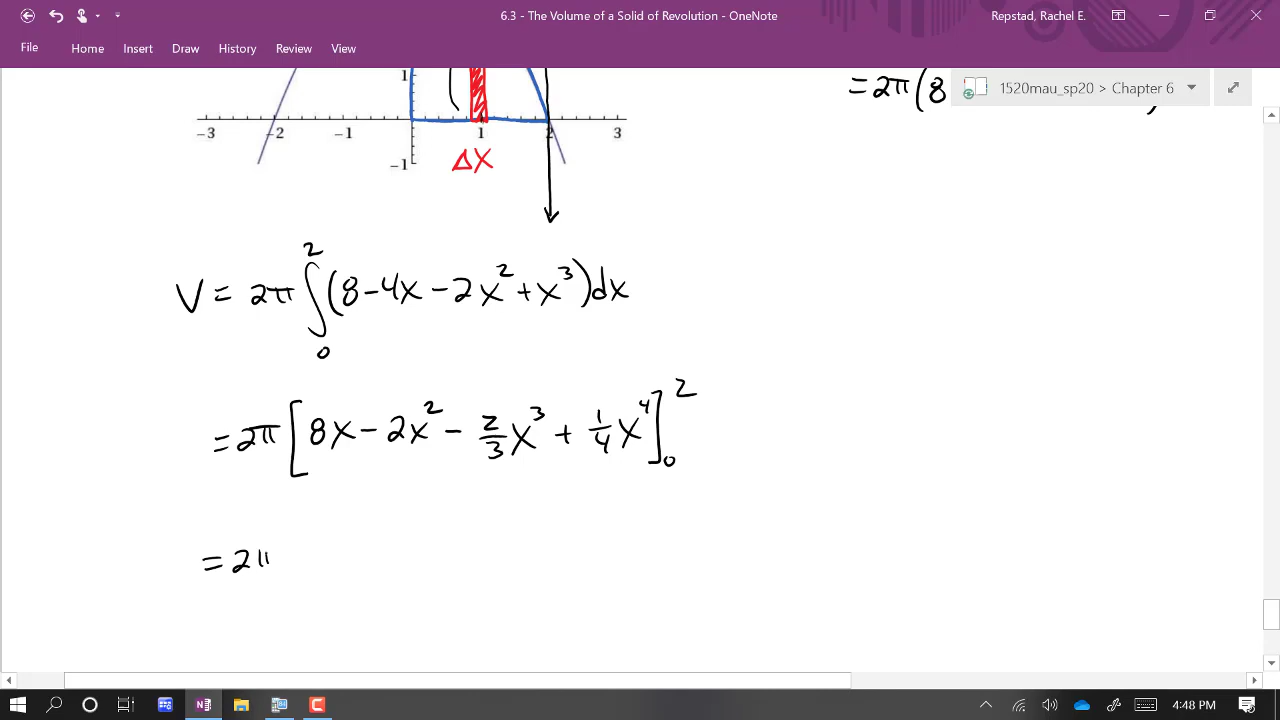 6.3 - The Volume of a Solid of Revolution - OneNote
Repstad, Rachel E.
File Home Insert Draw History Review View
1520mau_sp20 > Chapter 6
= 2π(8
1
-3 -2 -1 1 2 3
-1
Δx
V = 2π ∫₀² (8 - 4x - 2x² + x³) dx
= 2π [8x - 2x² - 2/3 x³ + 1/4 x⁴]₀²
= 2π
4:48 PM